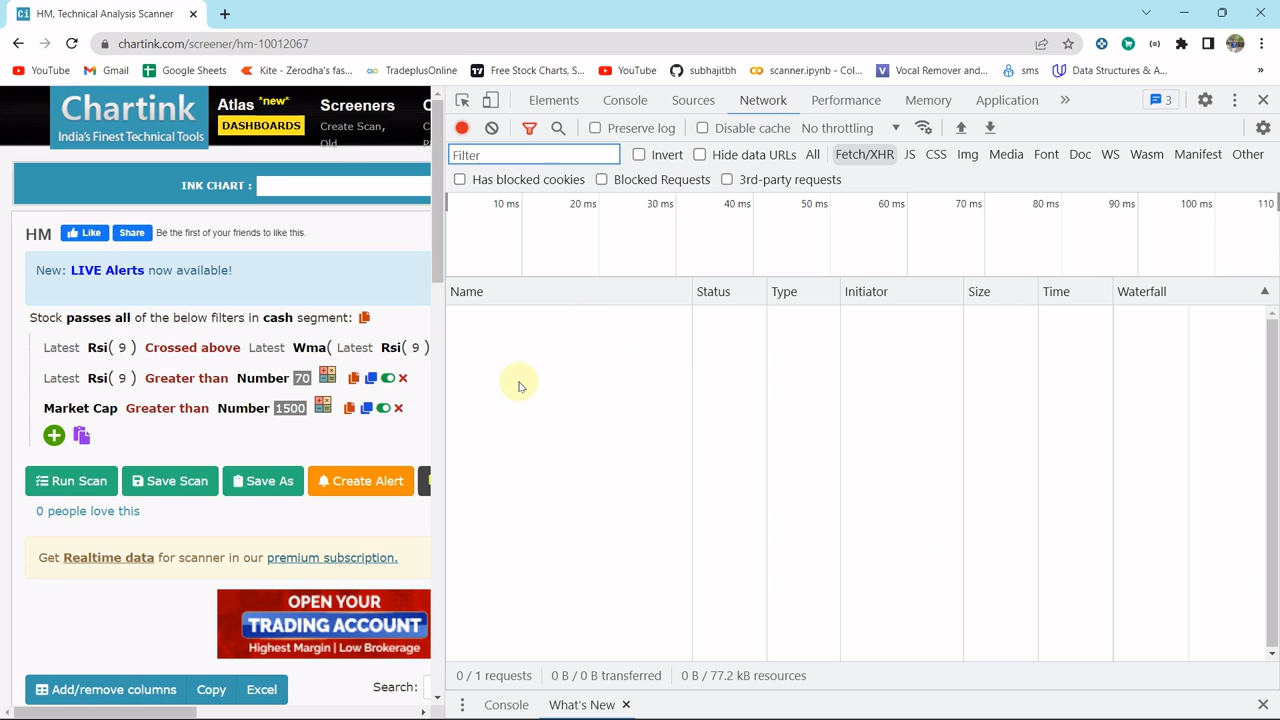 Ci HM, Technical Analysis Scanner
chartink.com/screener/hm-10012067
YouTube Gmail Google Sheets Kite - Zerodha's fas... TradeplusOnline Free Stock Charts, S... YouTube subhajitbh scanner.ipynb - Col... Vocal Remover and... sms Data Structures & A... »
Chartink
India's Finest Technical Tools
Atlas *new*
DASHBOARDS
Screeners
Create Scan,
Old
INK CHART :
HM Like Share Be the first of your friends to like this.
New: LIVE Alerts now available!
Stock passes all of the below filters in cash segment:
Latest Rsi( 9 ) Crossed above Latest Wma( Latest Rsi( 9 )
Latest Rsi( 9 ) Greater than Number 70
Market Cap Greater than Number 1500
Run Scan Save Scan Save As Create Alert
0 people love this
Get Realtime data for scanner in our premium subscription.
OPEN YOUR
TRADING ACCOUNT
Highest Margin | Low Brokerage
Add/remove columns Copy Excel Search:
Elements Console Sources Network Performance Memory Application » 3
Preserve log Disable cache No throttling
Filter Invert Hide data URLs All Fetch/XHR JS CSS Img Media Font Doc WS Wasm Manifest Other
Has blocked cookies Blocked Requests 3rd-party requests
10 ms 20 ms 30 ms 40 ms 50 ms 60 ms 70 ms 80 ms 90 ms 100 ms 110
Name Status Type Initiator Size Time Waterfall
0 / 1 requests 0 B / 0 B transferred 0 B / 77.2 kB resources
Console What's New